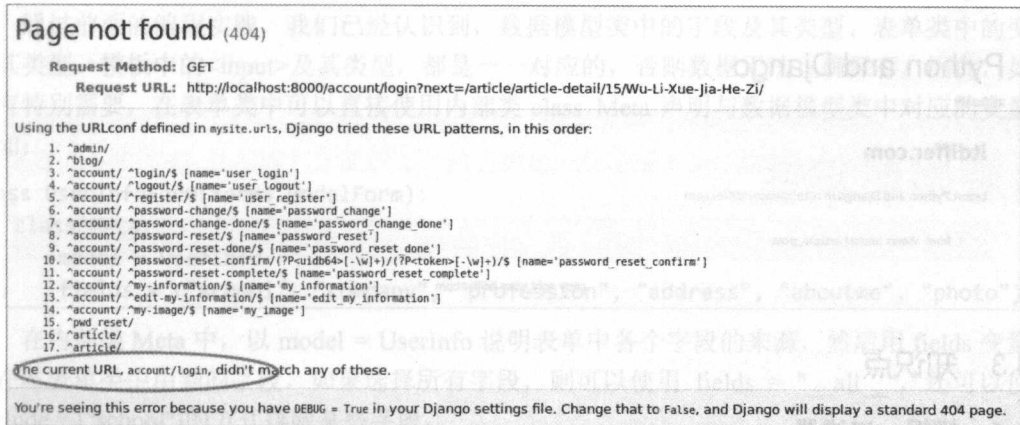 Page not found (404)
Request Method: GET
Request URL: http://localhost:8000/account/login?next=/article/article-detail/15/Wu-Li-Xue-Jia-He-Zi/
Using the URLconf defined in mysite.urls, Django tried these URL patterns, in this order:
1. ^admin/
2. ^blog/
3. ^account/ ^login/$ [name='user_login']
4. ^account/ ^logout/$ [name='user_logout']
5. ^account/ ^register/$ [name='user_register']
6. ^account/ ^password-change/$ [name='password_change']
7. ^account/ ^password-change-done/$ [name='password_change_done']
8. ^account/ ^password-reset/$ [name='password_reset']
9. ^account/ ^password-reset-done/$ [name='password_reset_done']
10. ^account/ ^password-reset-confirm/(?P<uidb64>[-\w]+)/(?P<token>[-\w]+)/$ [name='password_reset_confirm']
11. ^account/ ^password-reset-complete/$ [name='password_reset_complete']
12. ^account/ ^my-information/$ [name='my_information']
13. ^account/ ^edit-my-information/$ [name='edit_my_information']
14. ^account/ ^my-image/$ [name='my_image']
15. ^pwd_reset/
16. ^article/
17. ^article/
The current URL, account/login, didn't match any of these.
You're seeing this error because you have DEBUG = True in your Django settings file. Change that to False, and Django will display a standard 404 page.